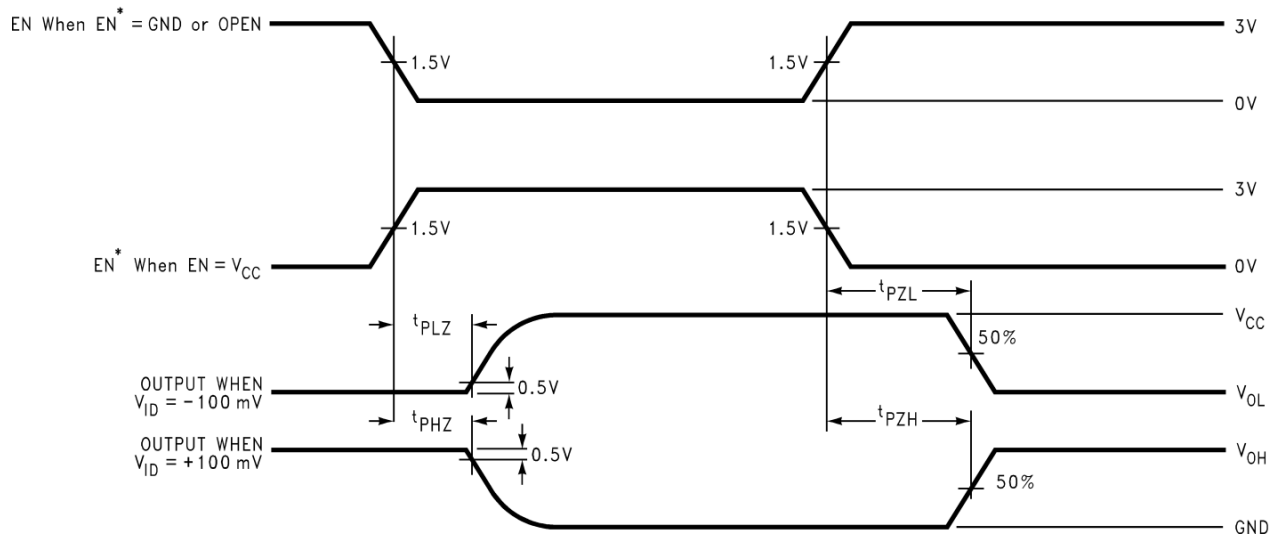 EN When EN* = GND or OPEN
3V
1.5V
1.5V
0V
3V
1.5V
1.5V
EN* When EN = VCC
0V
tPZL
tPLZ
VCC
50%
OUTPUT WHEN
VID = −100 mV
0.5V
VOL
tPHZ
tPZH
OUTPUT WHEN
VID = +100 mV
0.5V
VOH
50%
GND